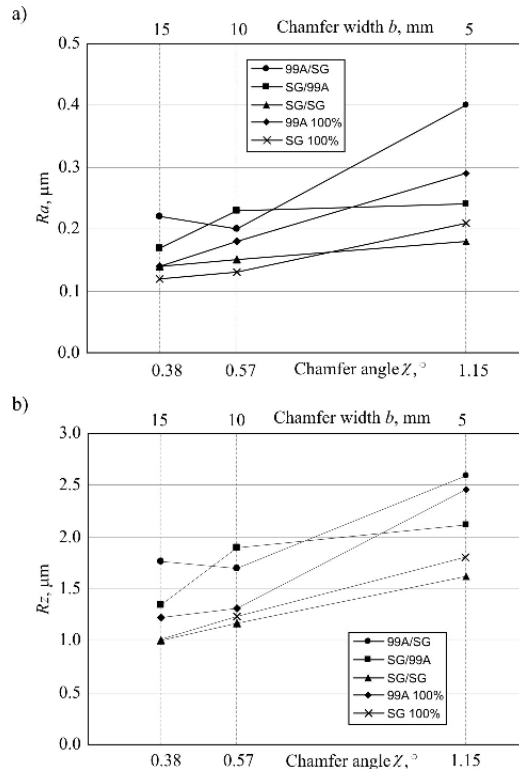 a)
Chamfer width b, mm
15 10 5
0.5
0.4
0.3
0.2
0.1
0.0
Ra, μm
99A/SG
SG/99A
SG/SG
99A 100%
SG 100%
0.38 0.57 Chamfer angle χ, ° 1.15
b)
Chamfer width b, mm
15 10 5
3.0
2.5
2.0
1.5
1.0
0.5
0.0
Rz, μm
99A/SG
SG/99A
SG/SG
99A 100%
SG 100%
0.38 0.57 Chamfer angle χ, ° 1.15